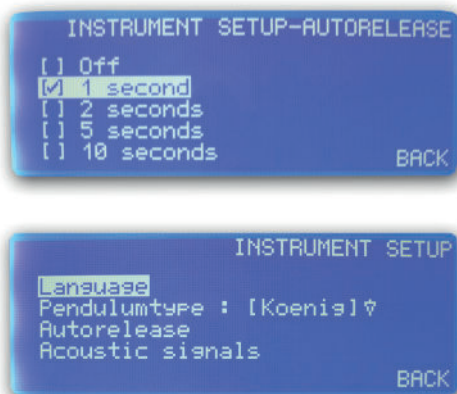 INSTRUMENT SETUP-AUTORELEASE
[ ] Off
[✓] 1 second
[ ] 2 seconds
[ ] 5 seconds
[ ] 10 seconds
BACK
INSTRUMENT SETUP
Language
Pendulumtype : [Koenig]▽
Autorelease
Acoustic signals
BACK